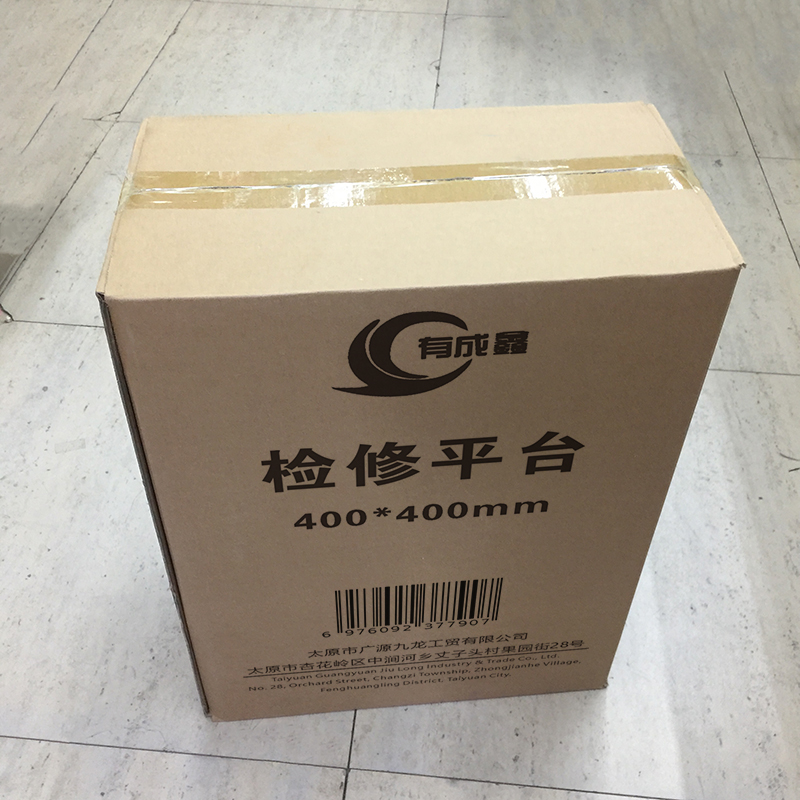 有成鑫
检修平台
400*400mm
6 976092 377907
太原市广源九龙工贸有限公司
太原市杏花岭区中涧河乡丈子头村果园街28号
Taiyuan Guangyuan Jiu Long Industry & Trade Co., Ltd.
No. 28, Orchard Street, Changzi Township, Zhongjianhe Village,
Fenghuangling District, Taiyuan City.